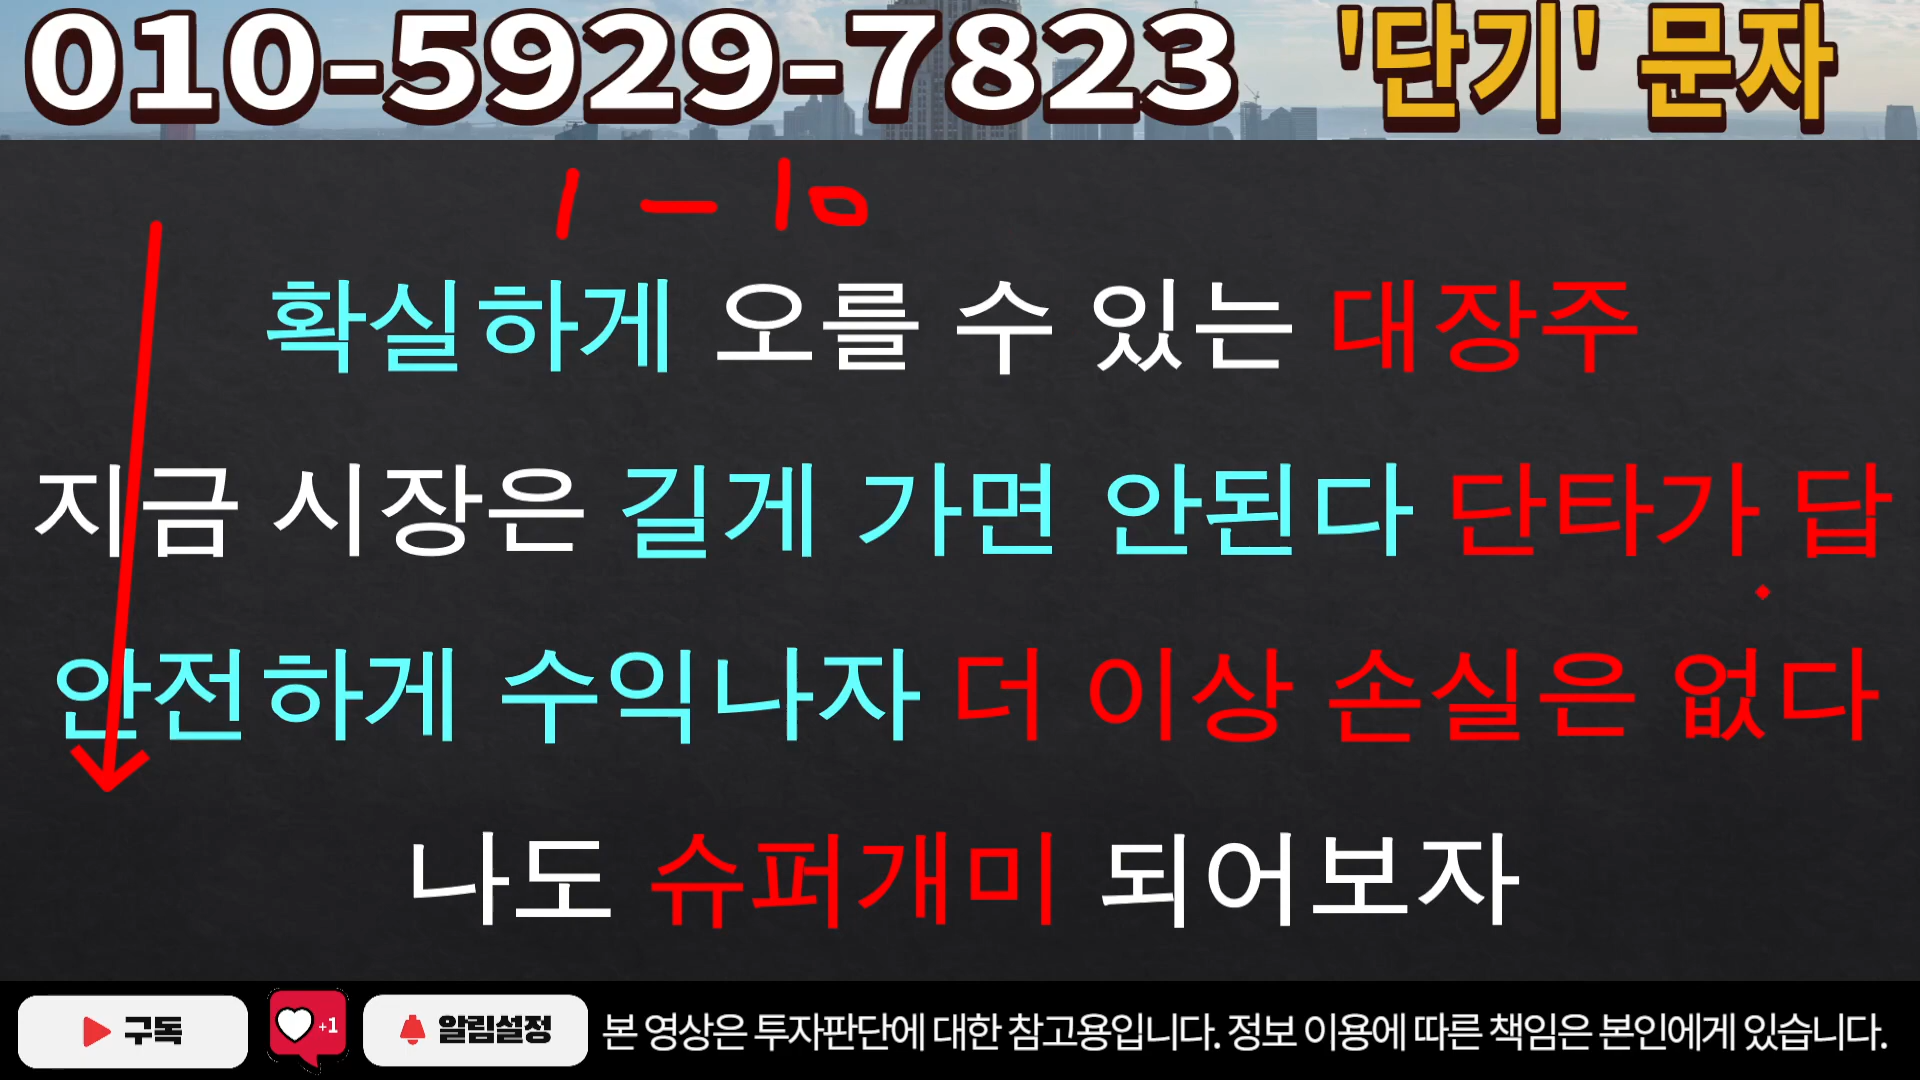 010-5929-7823 '단기' 문자
1 - 10
확실하게 오를 수 있는 대장주
지금 시장은 길게 가면 안된다 단타가 답
안전하게 수익나자 더 이상 손실은 없다
나도 슈퍼개미 되어보자
구독 +1 알림설정 본 영상은 투자판단에 대한 참고용입니다. 정보 이용에 따른 책임은 본인에게 있습니다.